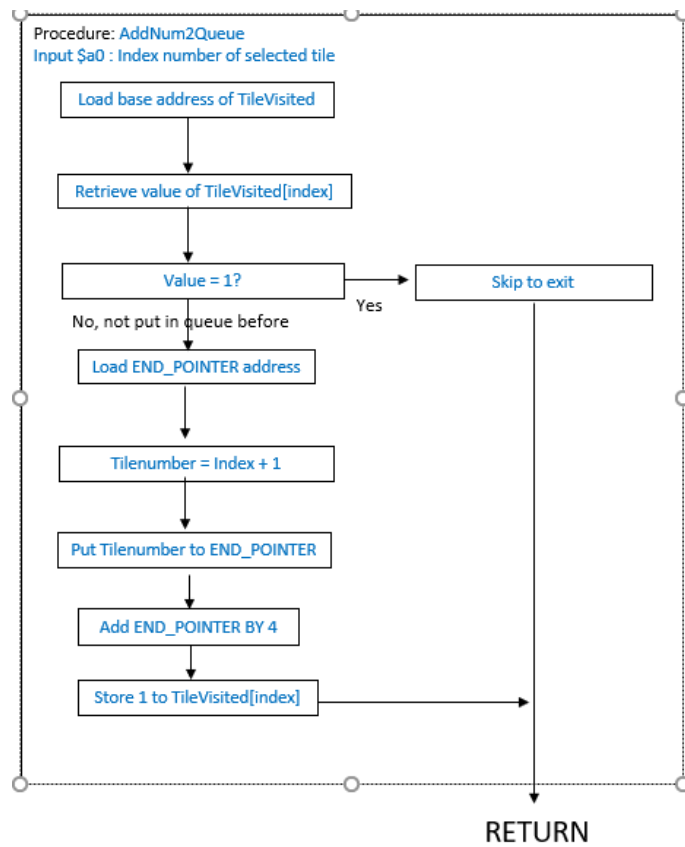 Procedure: AddNum2Queue
Input $a0 : Index number of selected tile
Load base address of TileVisited
Retrieve value of TileVisited[index]
Value = 1?
Skip to exit
Yes
No, not put in queue before
Load END_POINTER address
Tilenumber = Index + 1
Put Tilenumber to END_POINTER
Add END_POINTER BY 4
Store 1 to TileVisited[index]
RETURN